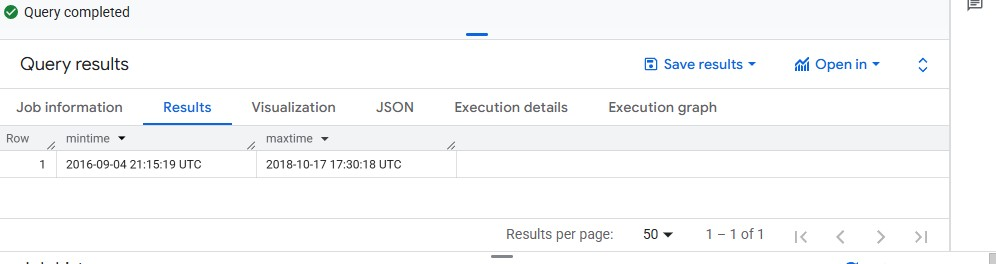 Query completed
Query results
Save results
Open in
Job information Results Visualization JSON Execution details Execution graph
Row mintime maxtime
1 2016-09-04 21:15:19 UTC 2018-10-17 17:30:18 UTC
Results per page: 50 1 – 1 of 1